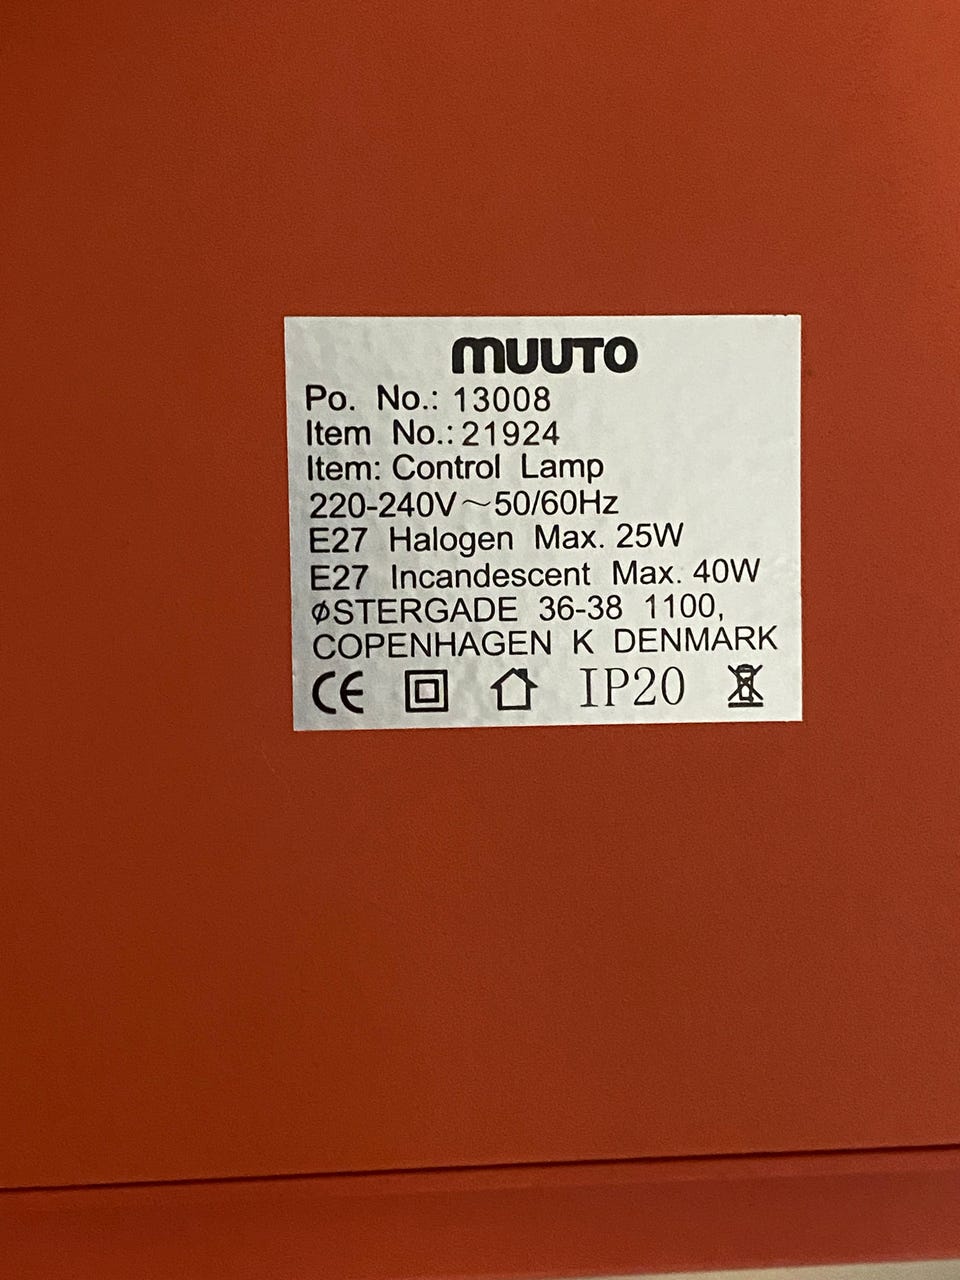 muuto
Po. No.: 13008
Item No.: 21924
Item: Control Lamp
220-240V～50/60Hz
E27 Halogen Max. 25W
E27 Incandescent Max. 40W
ØSTERGADE 36-38 1100,
COPENHAGEN K DENMARK
CE IP20